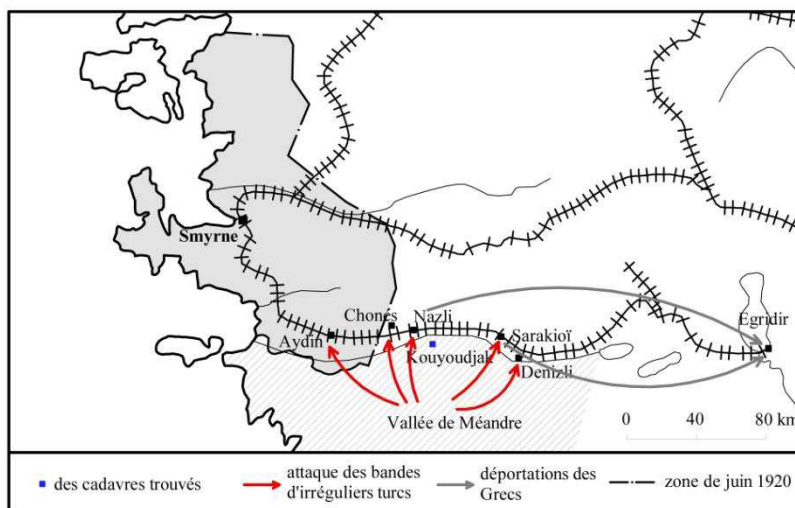 Smyrne
Chonés
Nazli
Egridir
Aydin
Sarakioï
Kouyoudjak
Denizli
Vallée de Méandre
0 40 80 km
des cadavres trouvés
attaque des bandes
d'irréguliers turcs
déportations des
Grecs
zone de juin 1920